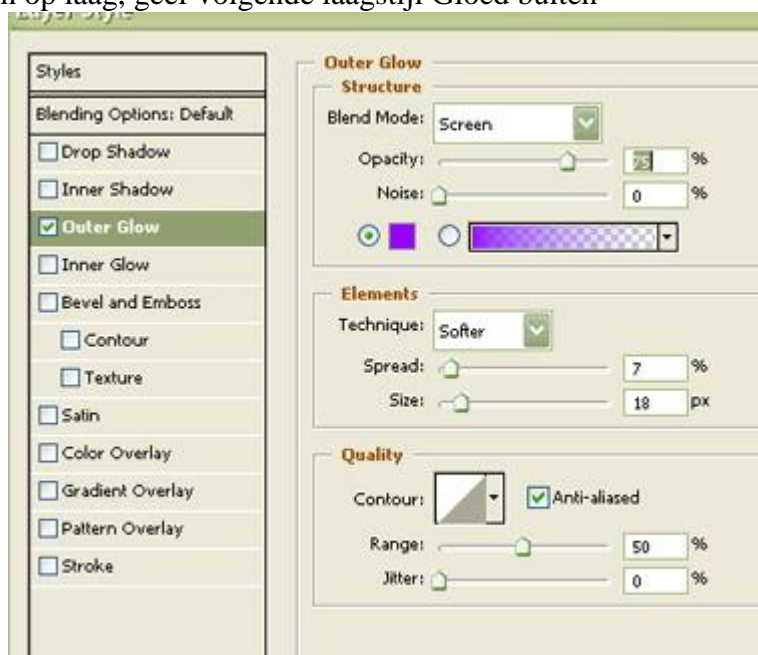 op laag, geef volgende laagstijl Gloed buiten
Layer Style
Styles
Blending Options: Default
Drop Shadow
Inner Shadow
Outer Glow
Inner Glow
Bevel and Emboss
Contour
Texture
Satin
Color Overlay
Gradient Overlay
Pattern Overlay
Stroke
Outer Glow
Structure
Blend Mode: Screen
Opacity: 75 %
Noise: 0 %
Elements
Technique: Softer
Spread: 7 %
Size: 18 px
Quality
Contour: Anti-aliased
Range: 50 %
Jitter: 0 %